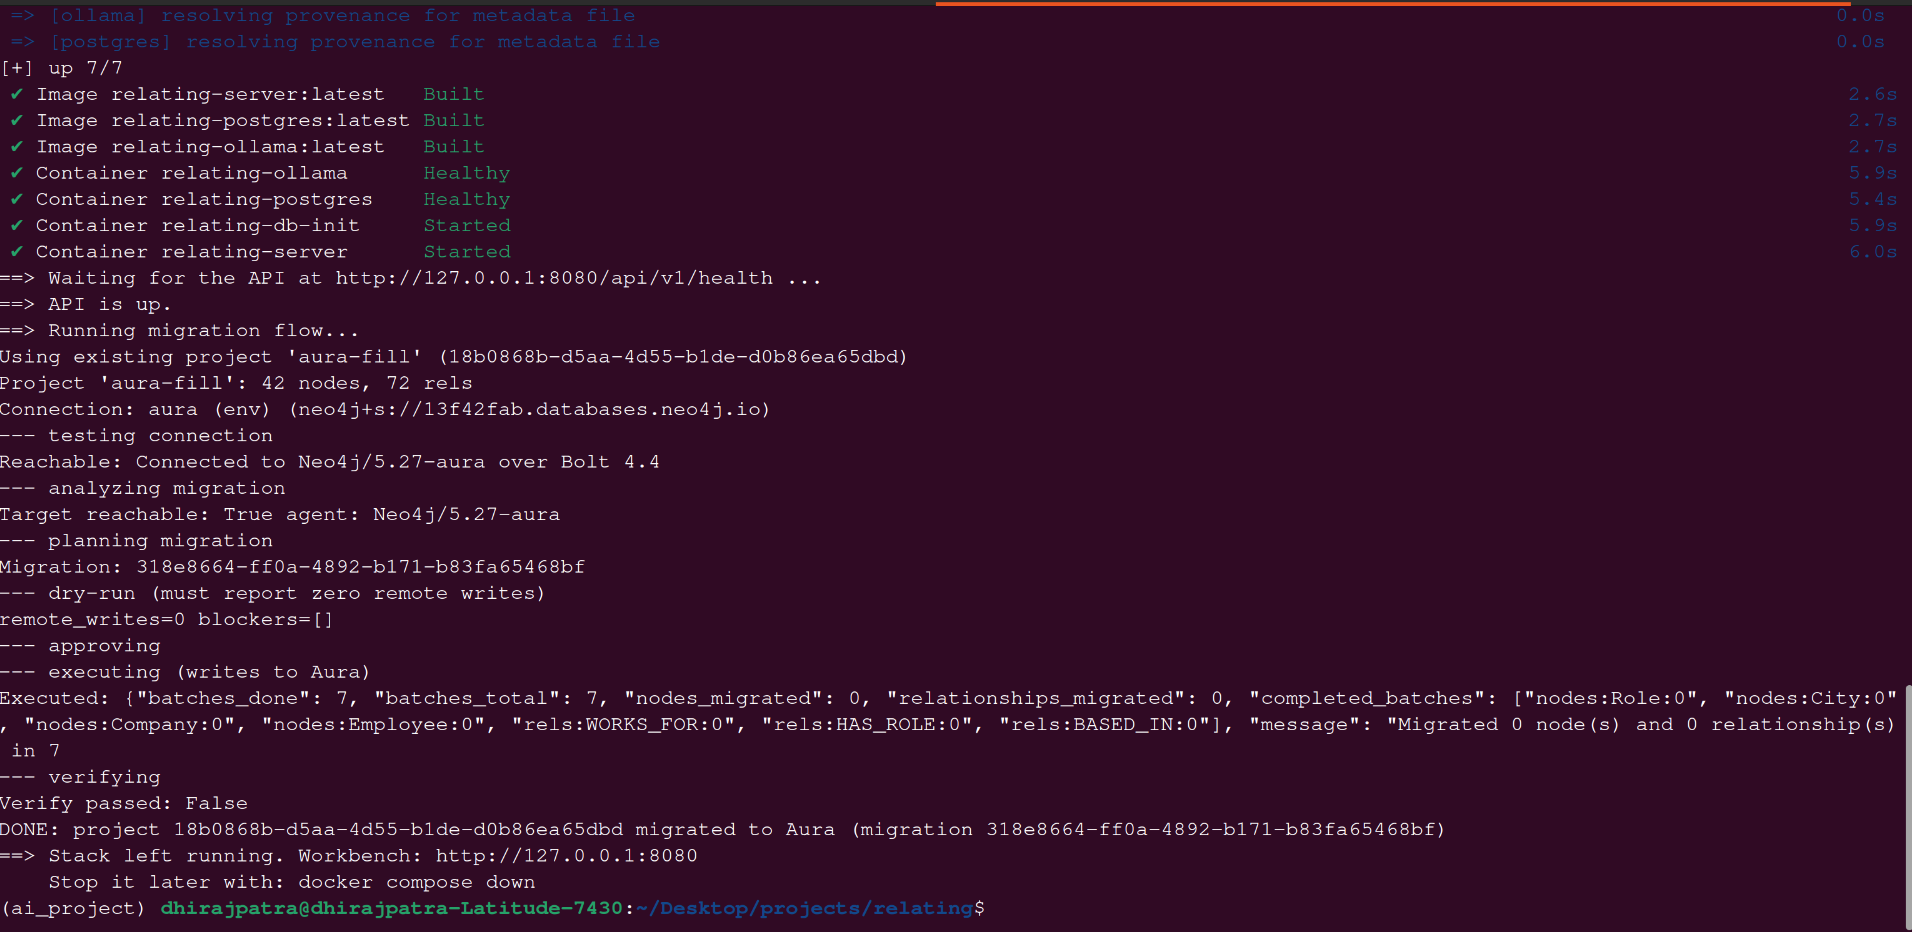 => [ollama] resolving provenance for metadata file 0.0s
=> [postgres] resolving provenance for metadata file 0.0s
[+] up 7/7
✔ Image relating-server:latest Built 2.6s
✔ Image relating-postgres:latest Built 2.7s
✔ Image relating-ollama:latest Built 2.7s
✔ Container relating-ollama Healthy 5.9s
✔ Container relating-postgres Healthy 5.4s
✔ Container relating-db-init Started 5.9s
✔ Container relating-server Started 6.0s
==> Waiting for the API at http://127.0.0.1:8080/api/v1/health ...
==> API is up.
==> Running migration flow...
Using existing project 'aura-fill' (18b0868b-d5aa-4d55-b1de-d0b86ea65dbd)
Project 'aura-fill': 42 nodes, 72 rels
Connection: aura (env) (neo4j+s://13f42fab.databases.neo4j.io)
--- testing connection
Reachable: Connected to Neo4j/5.27-aura over Bolt 4.4
--- analyzing migration
Target reachable: True agent: Neo4j/5.27-aura
--- planning migration
Migration: 318e8664-ff0a-4892-b171-b83fa65468bf
--- dry-run (must report zero remote writes)
remote_writes=0 blockers=[]
--- approving
--- executing (writes to Aura)
Executed: {"batches_done": 7, "batches_total": 7, "nodes_migrated": 0, "relationships_migrated": 0, "completed_batches": ["nodes:Role:0", "nodes:City:0"
, "nodes:Company:0", "nodes:Employee:0", "rels:WORKS_FOR:0", "rels:HAS_ROLE:0", "rels:BASED_IN:0"], "message": "Migrated 0 node(s) and 0 relationship(s)
in 7
--- verifying
Verify passed: False
DONE: project 18b0868b-d5aa-4d55-b1de-d0b86ea65dbd migrated to Aura (migration 318e8664-ff0a-4892-b171-b83fa65468bf)
==> Stack left running. Workbench: http://127.0.0.1:8080
Stop it later with: docker compose down
(ai_project) dhirajpatra@dhirajpatra-Latitude-7430:~/Desktop/projects/relating$